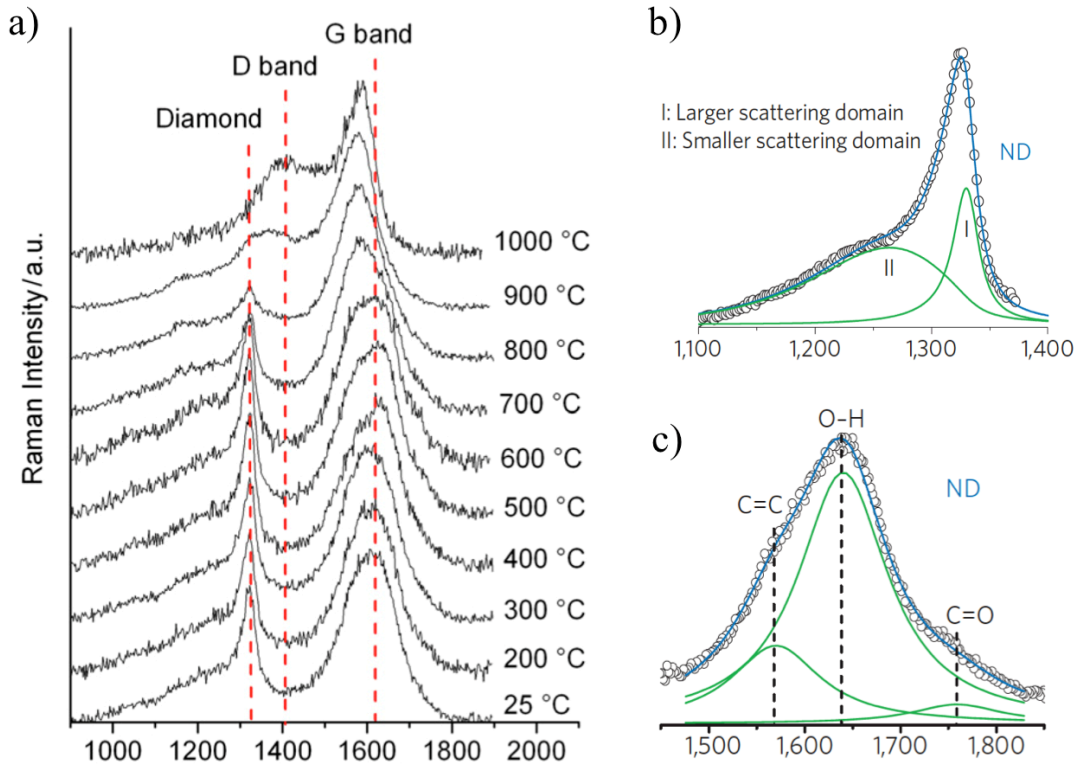 a)
Raman Intensity/a.u.
Diamond
D band
G band
1000 °C
900 °C
800 °C
700 °C
600 °C
500 °C
400 °C
300 °C
200 °C
25 °C
1000 1200 1400 1600 1800 2000
b)
I: Larger scattering domain
II: Smaller scattering domain
ND
I
II
1,100 1,200 1,300 1,400
c)
O–H
ND
C=C
C=O
1,500 1,600 1,700 1,800